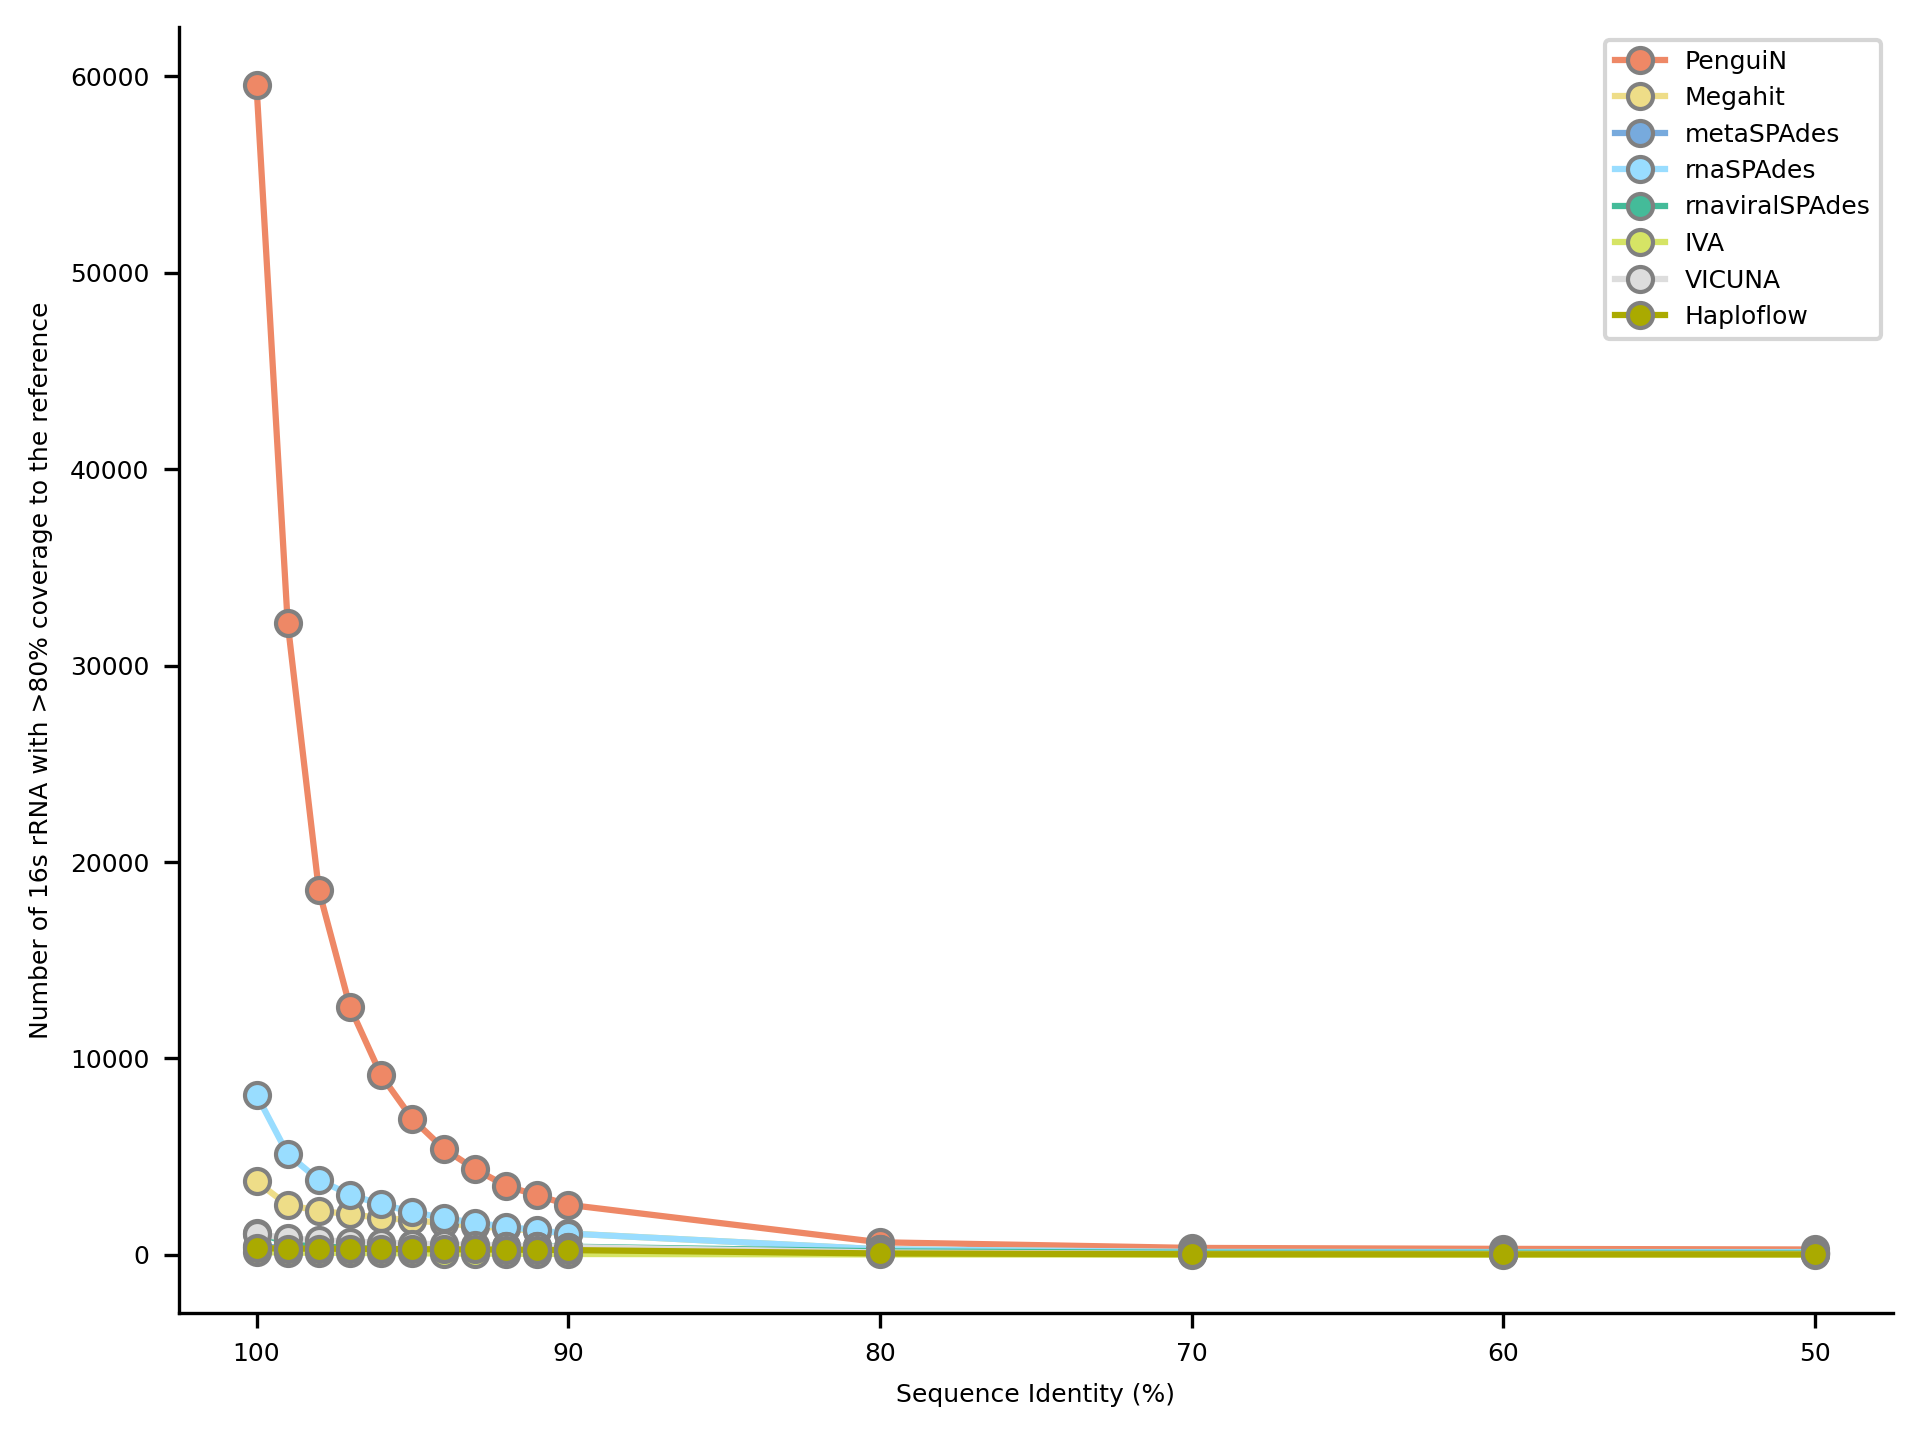 60000
50000
40000
30000
20000
10000
0
Number of 16s rRNA with >80% coverage to the reference
100 90 80 70 60 50
Sequence Identity (%)
PenguiN
Megahit
metaSPAdes
rnaSPAdes
rnaviralSPAdes
IVA
VICUNA
Haploflow